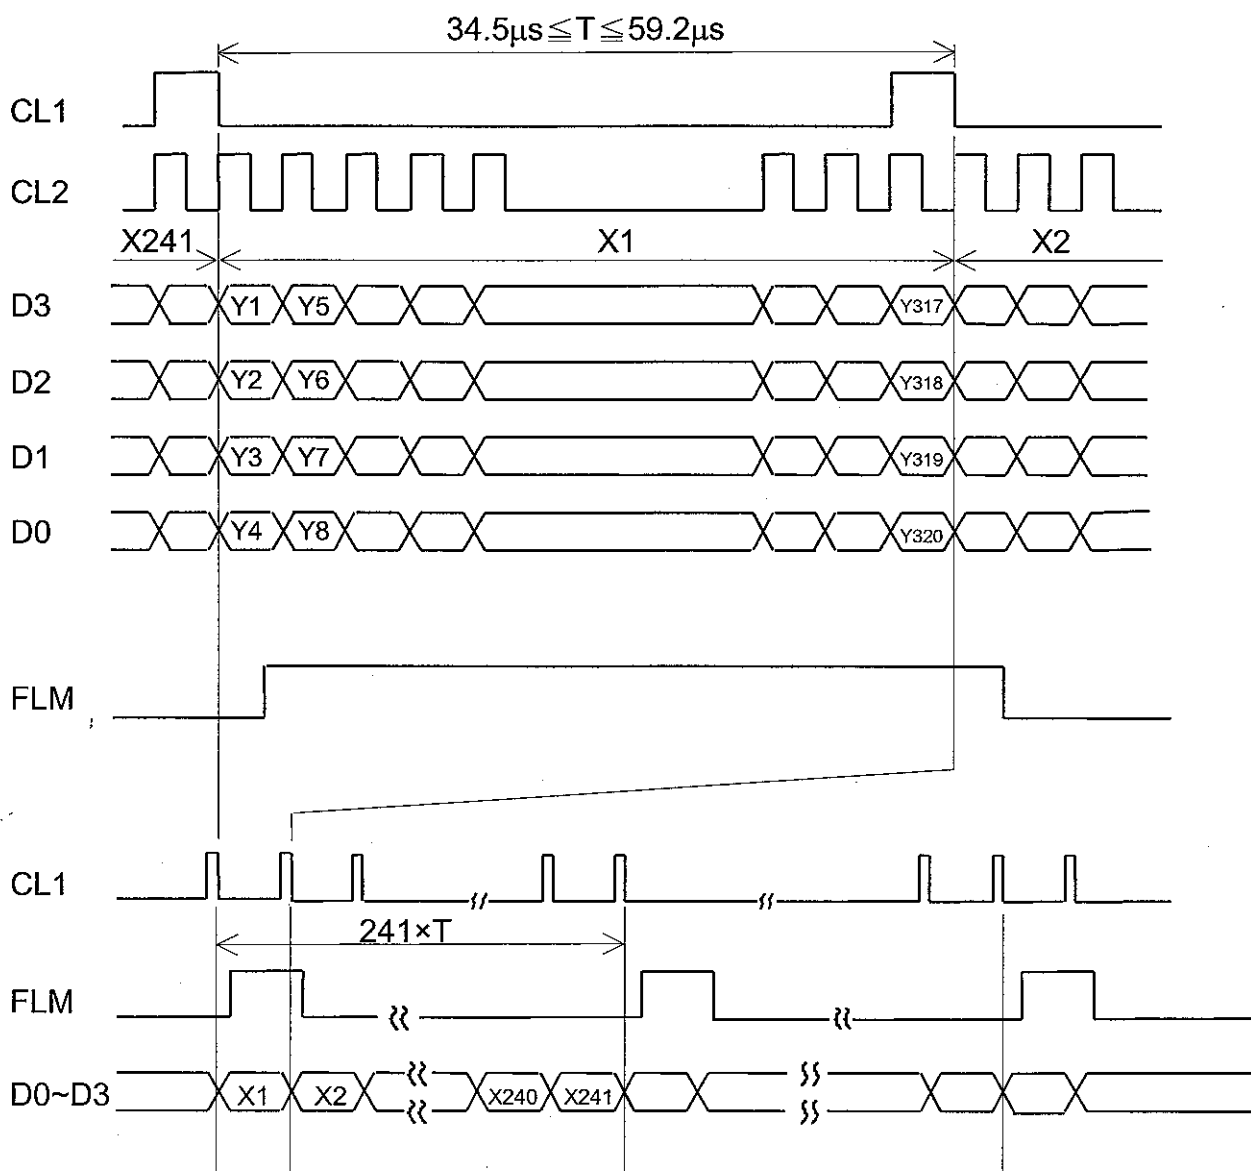 34.5μs≦T≦59.2μs
CL1
CL2
X241 X1 X2
D3 Y1 Y5 Y317
D2 Y2 Y6 Y318
D1 Y3 Y7 Y319
D0 Y4 Y8 Y320
FLM
CL1
241×T
FLM
D0~D3 X1 X2 X240 X241